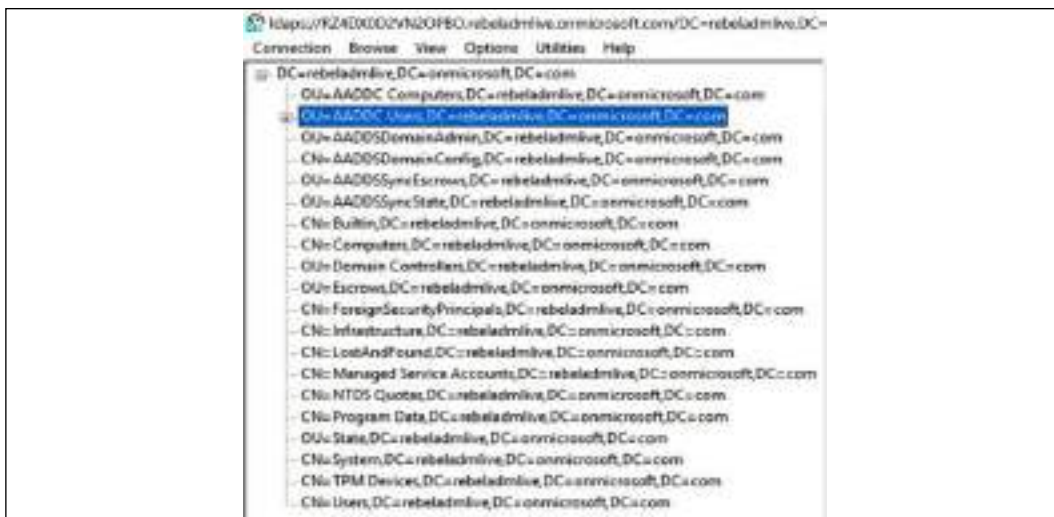 ldaps://RZ4DX0D2VN2OPBO.rebeladmlive.onmicrosoft.com/DC=rebeladmlive,DC=
Connection Browse View Options Utilities Help
DC=rebeladmlive,DC=onmicrosoft,DC=com
OU=AADDC Computers,DC=rebeladmlive,DC=onmicrosoft,DC=com
OU=AADDC Users,DC=rebeladmlive,DC=onmicrosoft,DC=com
OU=AADDSDomainAdmin,DC=rebeladmlive,DC=onmicrosoft,DC=com
CN=AADDSDomainConfig,DC=rebeladmlive,DC=onmicrosoft,DC=com
OU=AADDSSyncEscrows,DC=rebeladmlive,DC=onmicrosoft,DC=com
OU=AADDSSyncState,DC=rebeladmlive,DC=onmicrosoft,DC=com
CN=Builtin,DC=rebeladmlive,DC=onmicrosoft,DC=com
CN=Computers,DC=rebeladmlive,DC=onmicrosoft,DC=com
OU=Domain Controllers,DC=rebeladmlive,DC=onmicrosoft,DC=com
OU=Escrows,DC=rebeladmlive,DC=onmicrosoft,DC=com
CN=ForeignSecurityPrincipals,DC=rebeladmlive,DC=onmicrosoft,DC=com
CN=Infrastructure,DC=rebeladmlive,DC=onmicrosoft,DC=com
CN=LostAndFound,DC=rebeladmlive,DC=onmicrosoft,DC=com
CN=Managed Service Accounts,DC=rebeladmlive,DC=onmicrosoft,DC=com
CN=NTDS Quotas,DC=rebeladmlive,DC=onmicrosoft,DC=com
CN=Program Data,DC=rebeladmlive,DC=onmicrosoft,DC=com
OU=State,DC=rebeladmlive,DC=onmicrosoft,DC=com
CN=System,DC=rebeladmlive,DC=onmicrosoft,DC=com
CN=TPM Devices,DC=rebeladmlive,DC=onmicrosoft,DC=com
CN=Users,DC=rebeladmlive,DC=onmicrosoft,DC=com